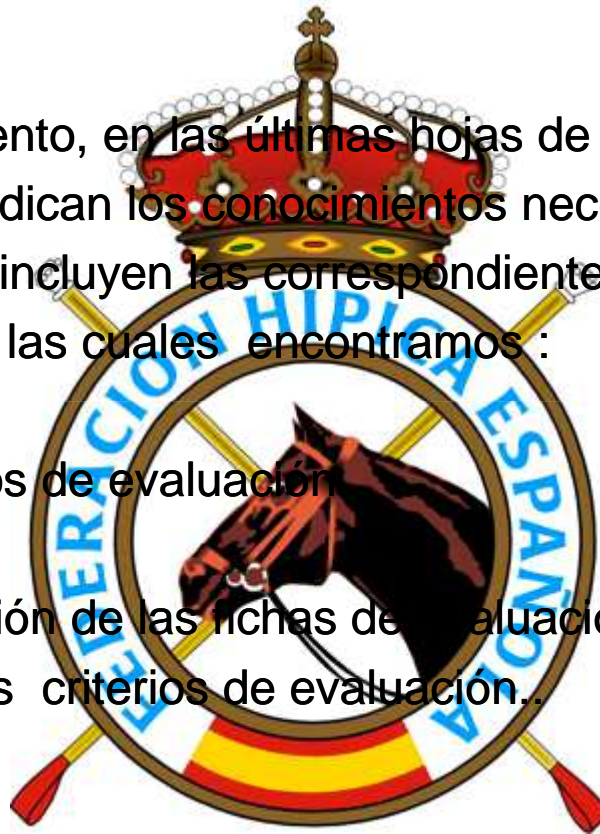 ento, en las últimas hojas de
dican los conocimientos nec
incluyen las correspondiente
las cuales encontramos :
os de evaluación
ión de las fichas de evaluacio
s criterios de evaluación..
FEDERACION HIPICA ESPAÑOLA